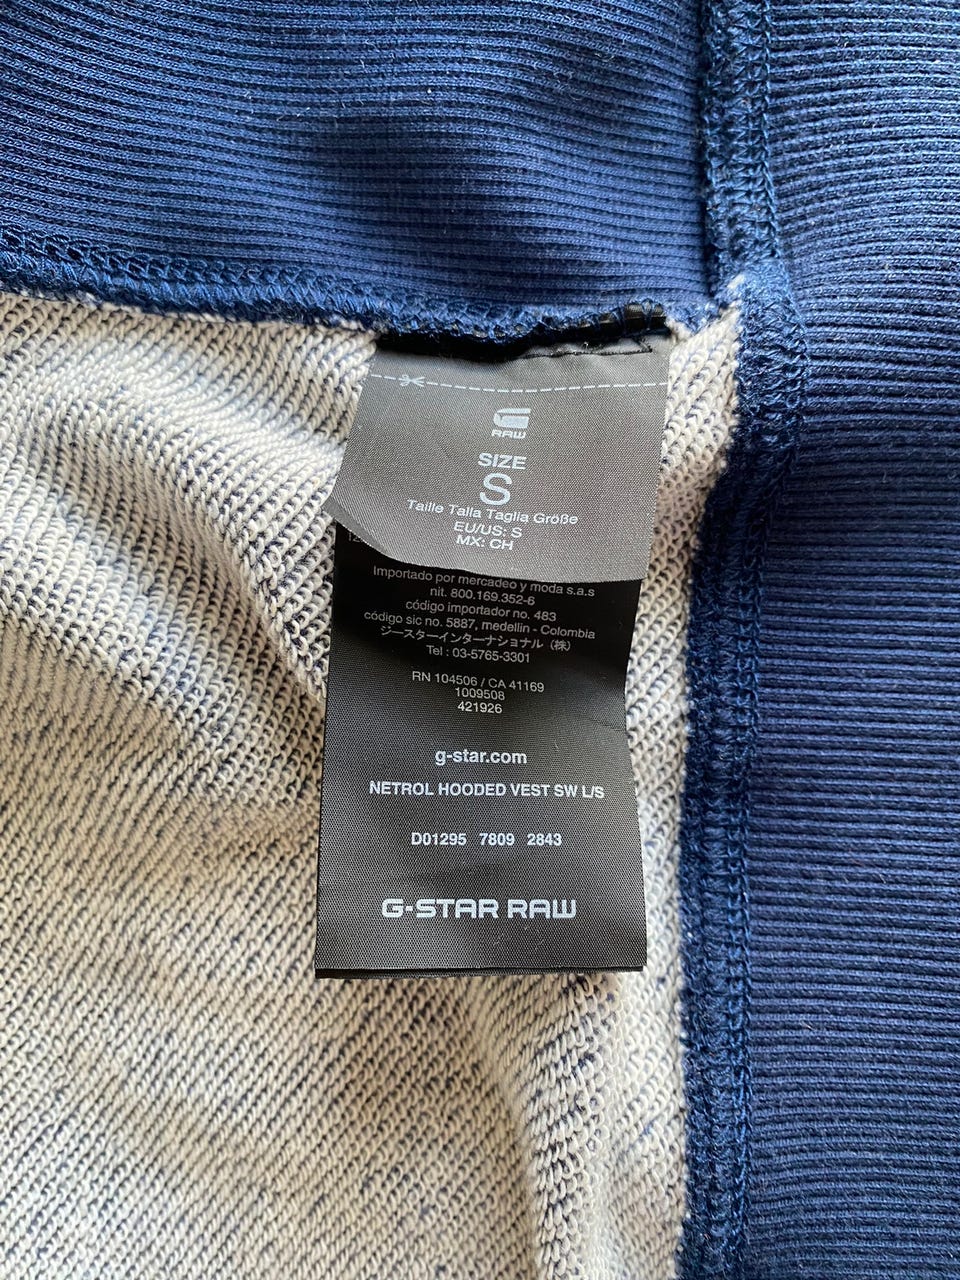 RAW
SIZE
S
Taille Talla Taglia Größe
EU/US: S
MX: CH
Importado por mercadeo y moda s.a.s
nit. 800.169.352-6
código importador no. 483
código sic no. 5887, medellin - Colombia
ジースターインターナショナル（株）
Tel : 03-5765-3301
RN 104506 / CA 41169
1009508
421926
g-star.com
NETROL HOODED VEST SW L/S
D01295 7809 2843
G-STAR RAW